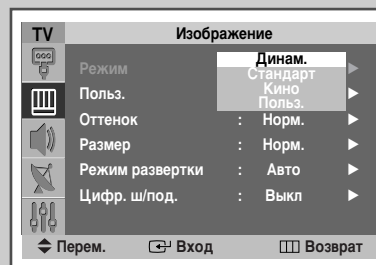 TV Изображение
Режим Динам.
Стандарт
Кино
Польз. Польз.
Оттенок : Норм.
Размер : Норм.
Режим развертки : Авто
Цифр. ш/под. : Выкл
Перем. Вход Возврат